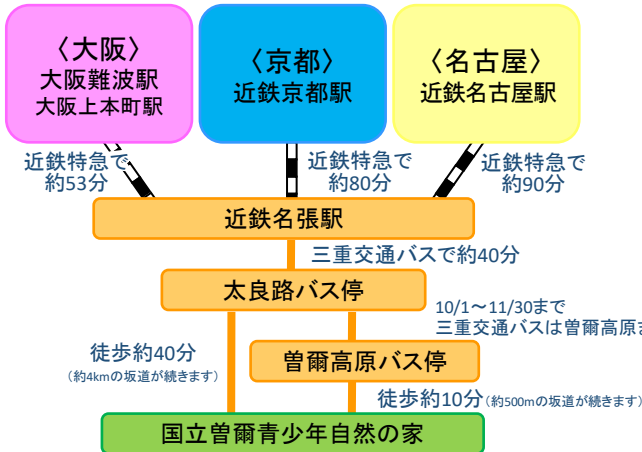 〈大阪〉
大阪難波駅
大阪上本町駅
〈京都〉
近鉄京都駅
〈名古屋〉
近鉄名古屋駅
近鉄特急で
約53分
近鉄特急で
約80分
近鉄特急で
約90分
近鉄名張駅
三重交通バスで約40分
太良路バス停
10/1～11/30まで
三重交通バスは曽爾高原ま
徒歩約40分
（約4kmの坂道が続きます）
曽爾高原バス停
徒歩約10分（約500mの坂道が続きます）
国立曽爾青少年自然の家